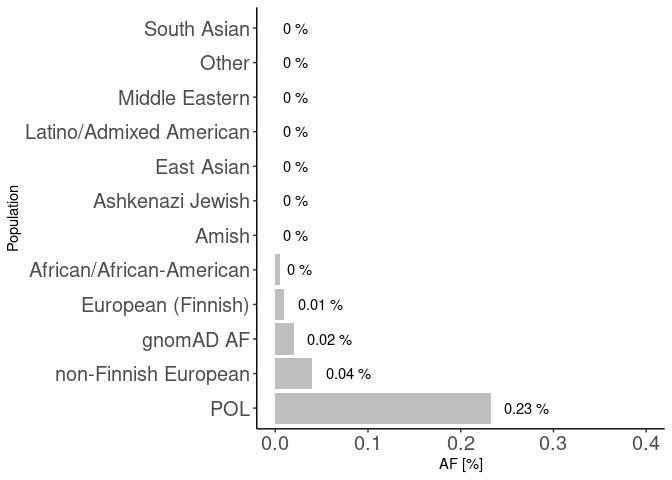 South Asian 0 %
Other 0 %
Middle Eastern 0 %
Latino/Admixed American 0 %
East Asian 0 %
Ashkenazi Jewish 0 %
Amish 0 %
African/African-American 0 %
European (Finnish) 0.01 %
gnomAD AF 0.02 %
non-Finnish European 0.04 %
POL 0.23 %
Population
0.0 0.1 0.2 0.3 0.4
AF [%]